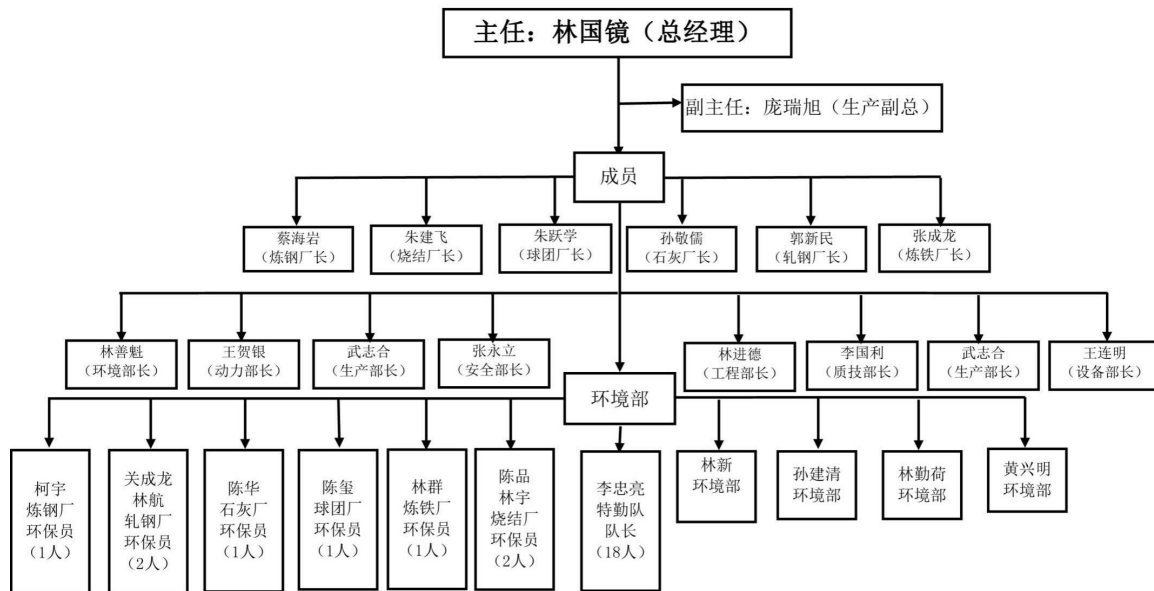 主任：林国镜（总经理）
副主任：庞瑞旭（生产副总）
成员
蔡海岩
（炼钢厂长）
朱建飞
（烧结厂长）
朱跃学
（球团厂长）
孙敬儒
（石灰厂长）
郭新民
（轧钢厂长）
张成龙
（炼铁厂长）
林善魁
（环境部长）
王贺银
（动力部长）
武志合
（生产部长）
张永立
（安全部长）
林进德
（工程部长）
李国利
（质技部长）
武志合
（生产部长）
王连明
（设备部长）
环境部
柯宇
炼钢厂
环保员
（1人）
关成龙
林航
轧钢厂
环保员
（2人）
陈华
石灰厂
环保员
（1人）
陈玺
球团厂
环保员
（1人）
林群
炼铁厂
环保员
（1人）
陈品
林宇
烧结厂
环保员
（2人）
李忠亮
特勤队
队长
（18人）
林新
环境部
孙建清
环境部
林勤荷
环境部
黄兴明
环境部